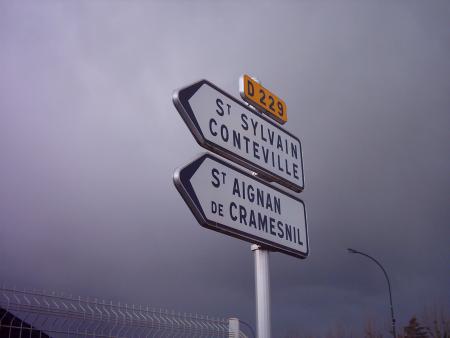 D 229
ST SYLVAIN
CONTEVILLE
ST AIGNAN
DE CRAMESNIL